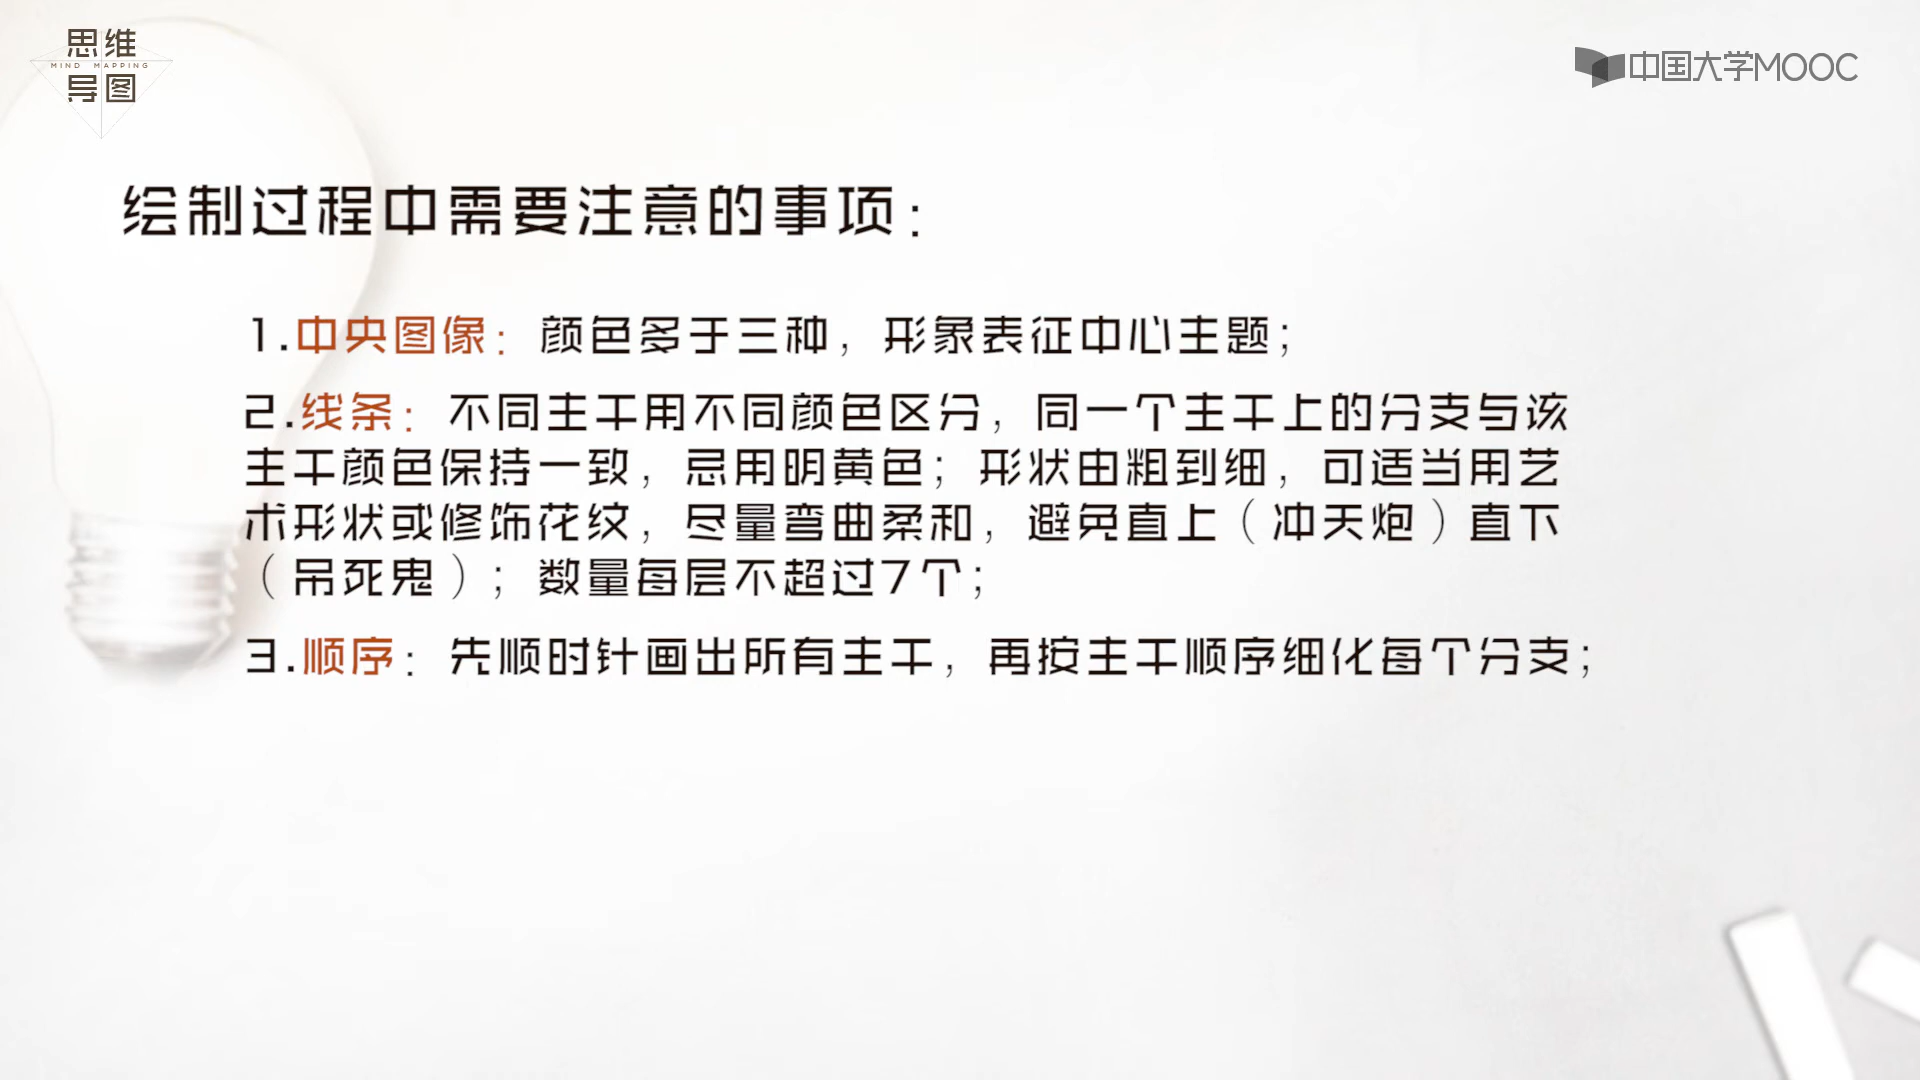 思维
MIND MAPPING
导图
中国大学MOOC
绘制过程中需要注意的事项：
1.中央图像：颜色多于三种，形象表征中心主题；
2.线条：不同主干用不同颜色区分，同一个主干上的分支与该
主干颜色保持一致，忌用明黄色；形状由粗到细，可适当用艺
术形状或修饰花纹，尽量弯曲柔和，避免直上（冲天炮）直下
（吊死鬼）；数量每层不超过7个；
3.顺序：先顺时针画出所有主干，再按主干顺序细化每个分支；